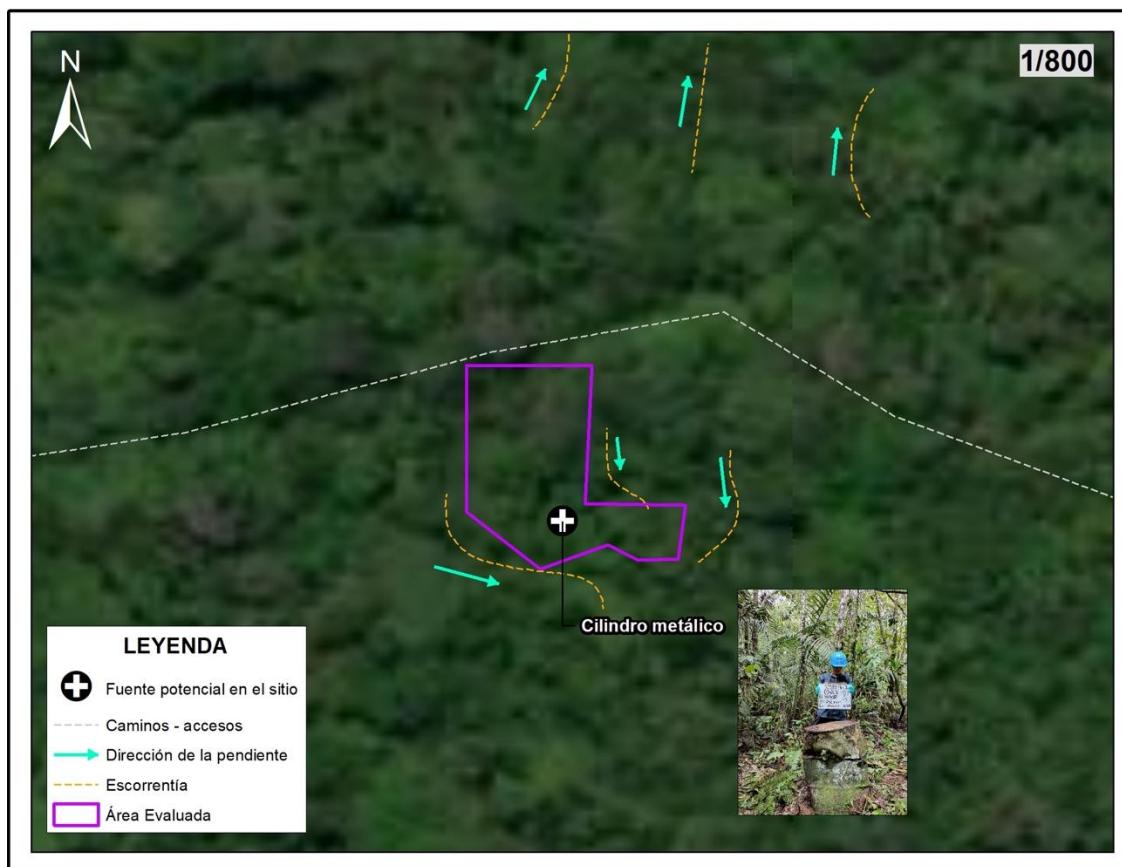 N
1/800
Cilindro metálico
LEYENDA
Fuente potencial en el sitio
Caminos - accesos
Dirección de la pendiente
Escorrentía
Área Evaluada